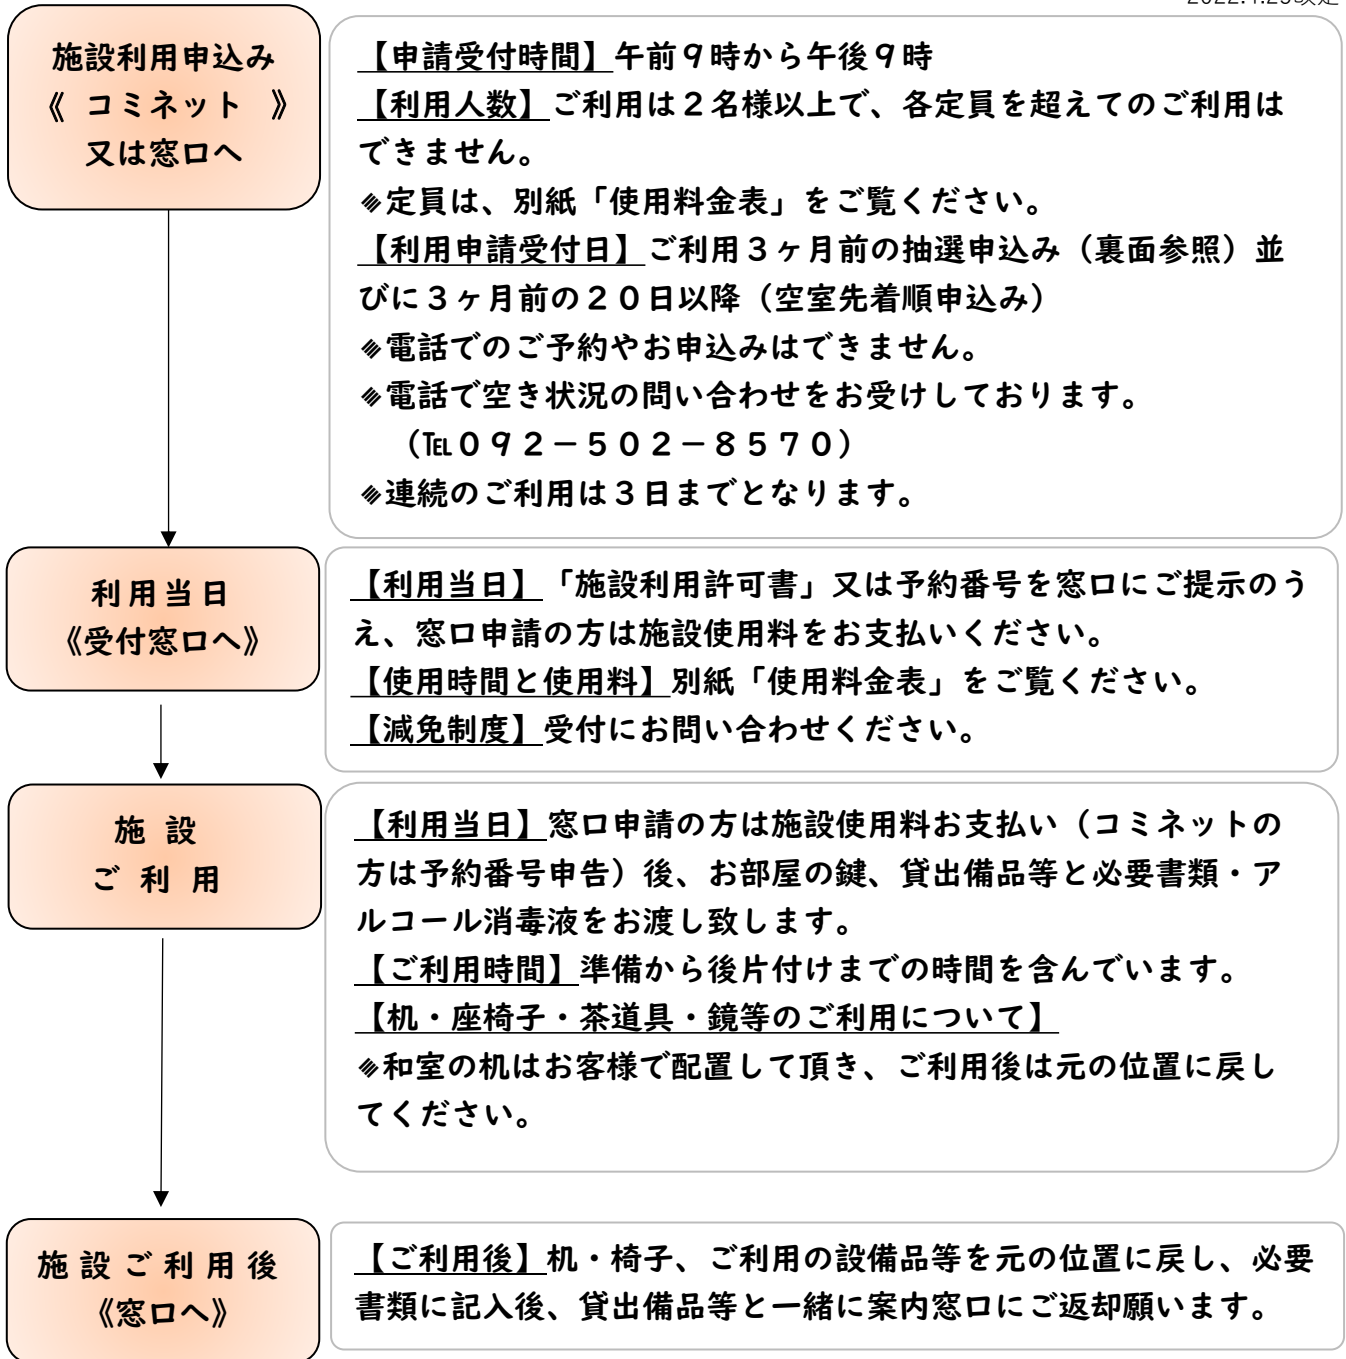 施設利用申込み
《 コミネット 》
又は窓口へ
【申請受付時間】午前９時から午後９時
【利用人数】ご利用は２名様以上で、各定員を超えてのご利用は
できません。
定員は、別紙「使用料金表」をご覧ください。
【利用申請受付日】ご利用３ヶ月前の抽選申込み（裏面参照）並
びに３ヶ月前の２０日以降（空室先着順申込み）
電話でのご予約やお申込みはできません。
電話で空き状況の問い合わせをお受けしております。
（℡０９２－５０２－８５７０）
連続のご利用は３日までとなります。
利用当日
《受付窓口へ》
【利用当日】「施設利用許可書」又は予約番号を窓口にご提示のう
え、窓口申請の方は施設使用料をお支払いください。
【使用時間と使用料】別紙「使用料金表」をご覧ください。
【減免制度】受付にお問い合わせください。
施 設
ご 利 用
【利用当日】窓口申請の方は施設使用料お支払い（コミネットの
方は予約番号申告）後、お部屋の鍵、貸出備品等と必要書類・ア
ルコール消毒液をお渡し致します。
【ご利用時間】準備から後片付けまでの時間を含んでいます。
【机・座椅子・茶道具・鏡等のご利用について】
和室の机はお客様で配置して頂き、ご利用後は元の位置に戻し
てください。
施 設 ご 利 用 後
《窓口へ》
【ご利用後】机・椅子、ご利用の設備品等を元の位置に戻し、必要
書類に記入後、貸出備品等と一緒に案内窓口にご返却願います。